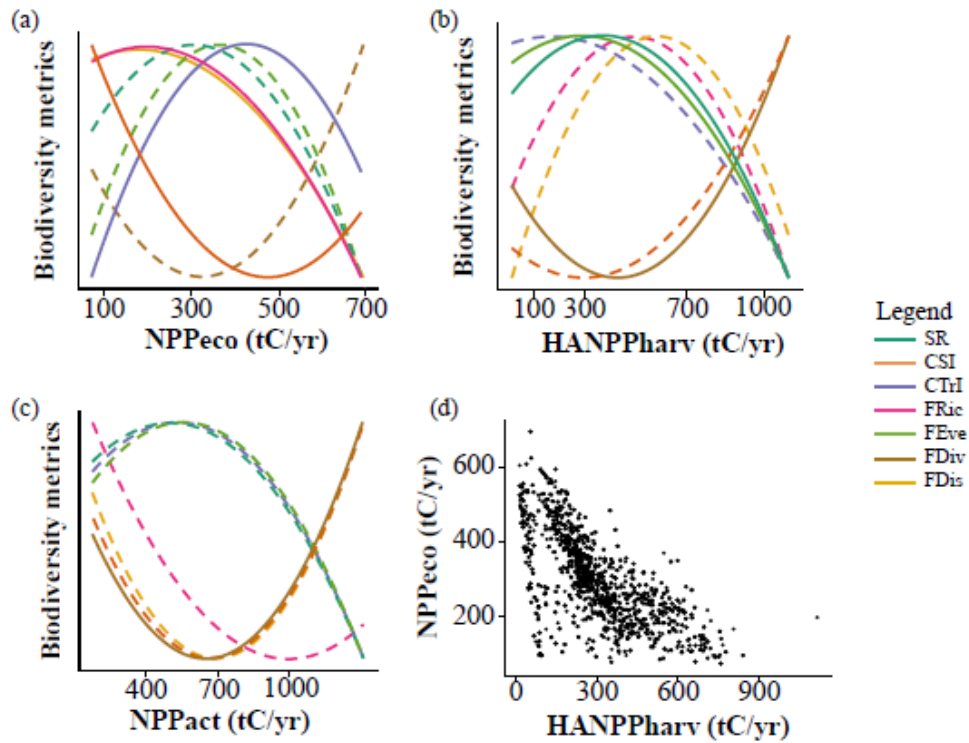 (a)
Biodiversity metrics
100 300 500 700
NPPeco (tC/yr)
(b)
Biodiversity metrics
100 300 700 1000
HANPPharv (tC/yr)
Legend
SR
CSI
CTrI
FRic
FEve
FDiv
FDis
(c)
Biodiversity metrics
400 700 1000
NPPact (tC/yr)
(d)
NPPeco (tC/yr)
600
400
200
0 300 600 900
HANPPharv (tC/yr)